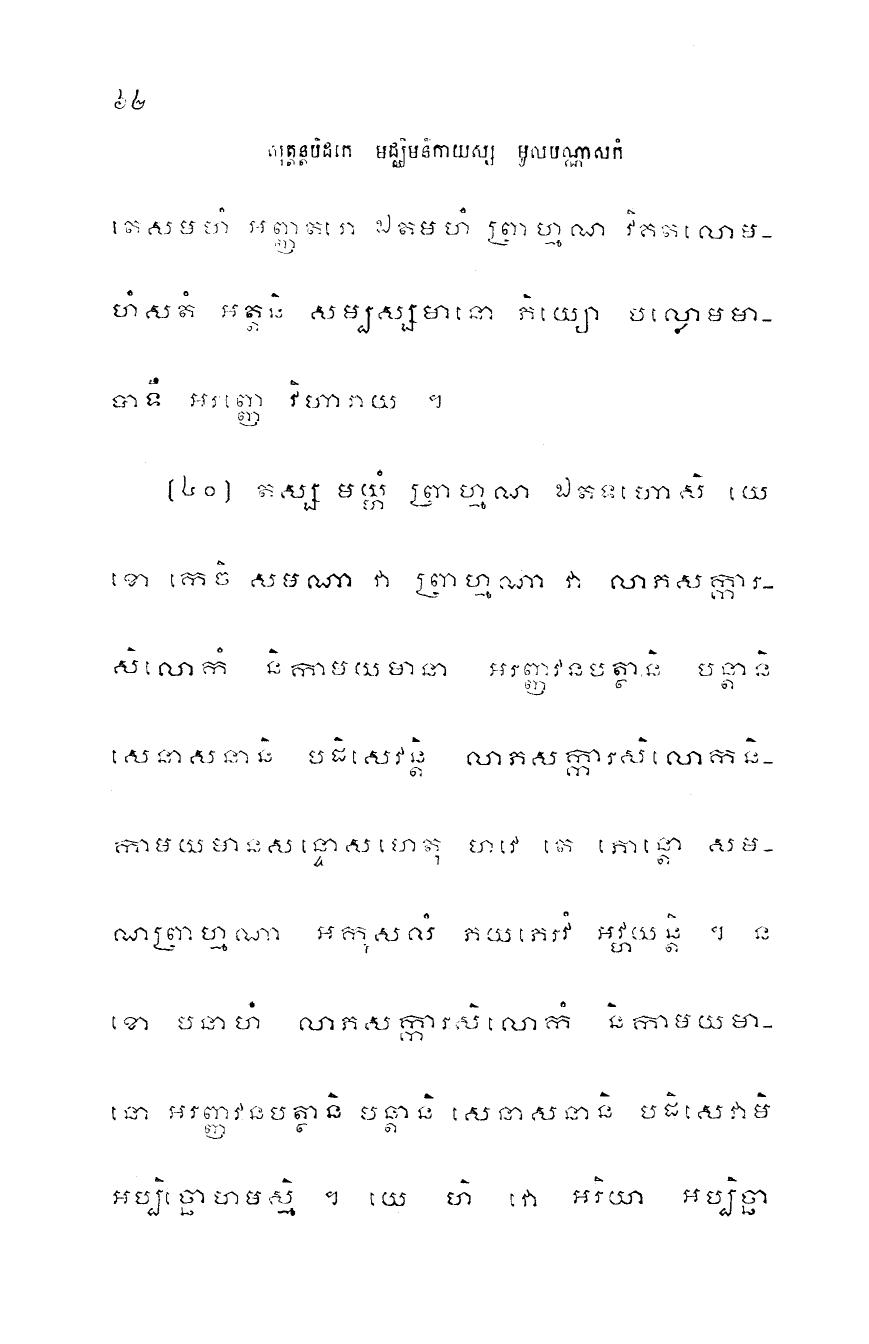 ៦៤
សុត្តន្តបិដកេ មជ្ឈិមនិកាយស្ស មូលបណ្ណាសកំ
តេសមហំ អញ្ញតរោ ឯតមហំ ព្រាហ្មណ វិគតលោម-
ហំសតំ អត្តនិ សម្បស្សមានោ ភិយ្យោ បល្លោមមា-
បាទឹ អរញ្ញេ វិហារាយ ។
(៤០) តស្ស មយ្ហំ ព្រាហ្មណ ឯតទហោសិ យេ
ខោ កេចិ សមណា វា ព្រាហ្មណា វា លាភសក្ការ-
សិលោកំ និកាមយមានា អរញ្ញវនបត្ថានិ បន្តានិ
សេនាសនានិ បដិសេវន្តិ លាភសក្ការសិលោកនិ-
កាមយមានសន្ទោសហេតុ ហវេ តេ ភោន្តោ សម-
ណព្រាហ្មណា អកុសលំ ភយភេរវំ អវ្ហយន្តិ ។ ន
ខោ បនាហំ លាភសក្ការសិលោកំ និកាមយមា-
នោ អរញ្ញវនបត្ថានិ បន្តានិ សេនាសនានិ បដិសេវាមិ
អប្បិច្ឆោហមស្មិ ។ យេ ហិ វោ អរិយា អប្បិច្ឆា